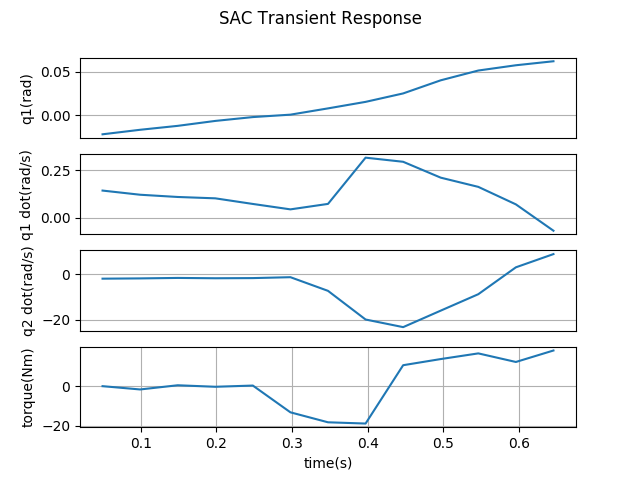 SAC Transient Response
q1(rad)
0.05
0.00
q1 dot(rad/s)
0.25
0.00
q2 dot(rad/s)
0
−20
torque(Nm)
0
−20
0.1 0.2 0.3 0.4 0.5 0.6
time(s)